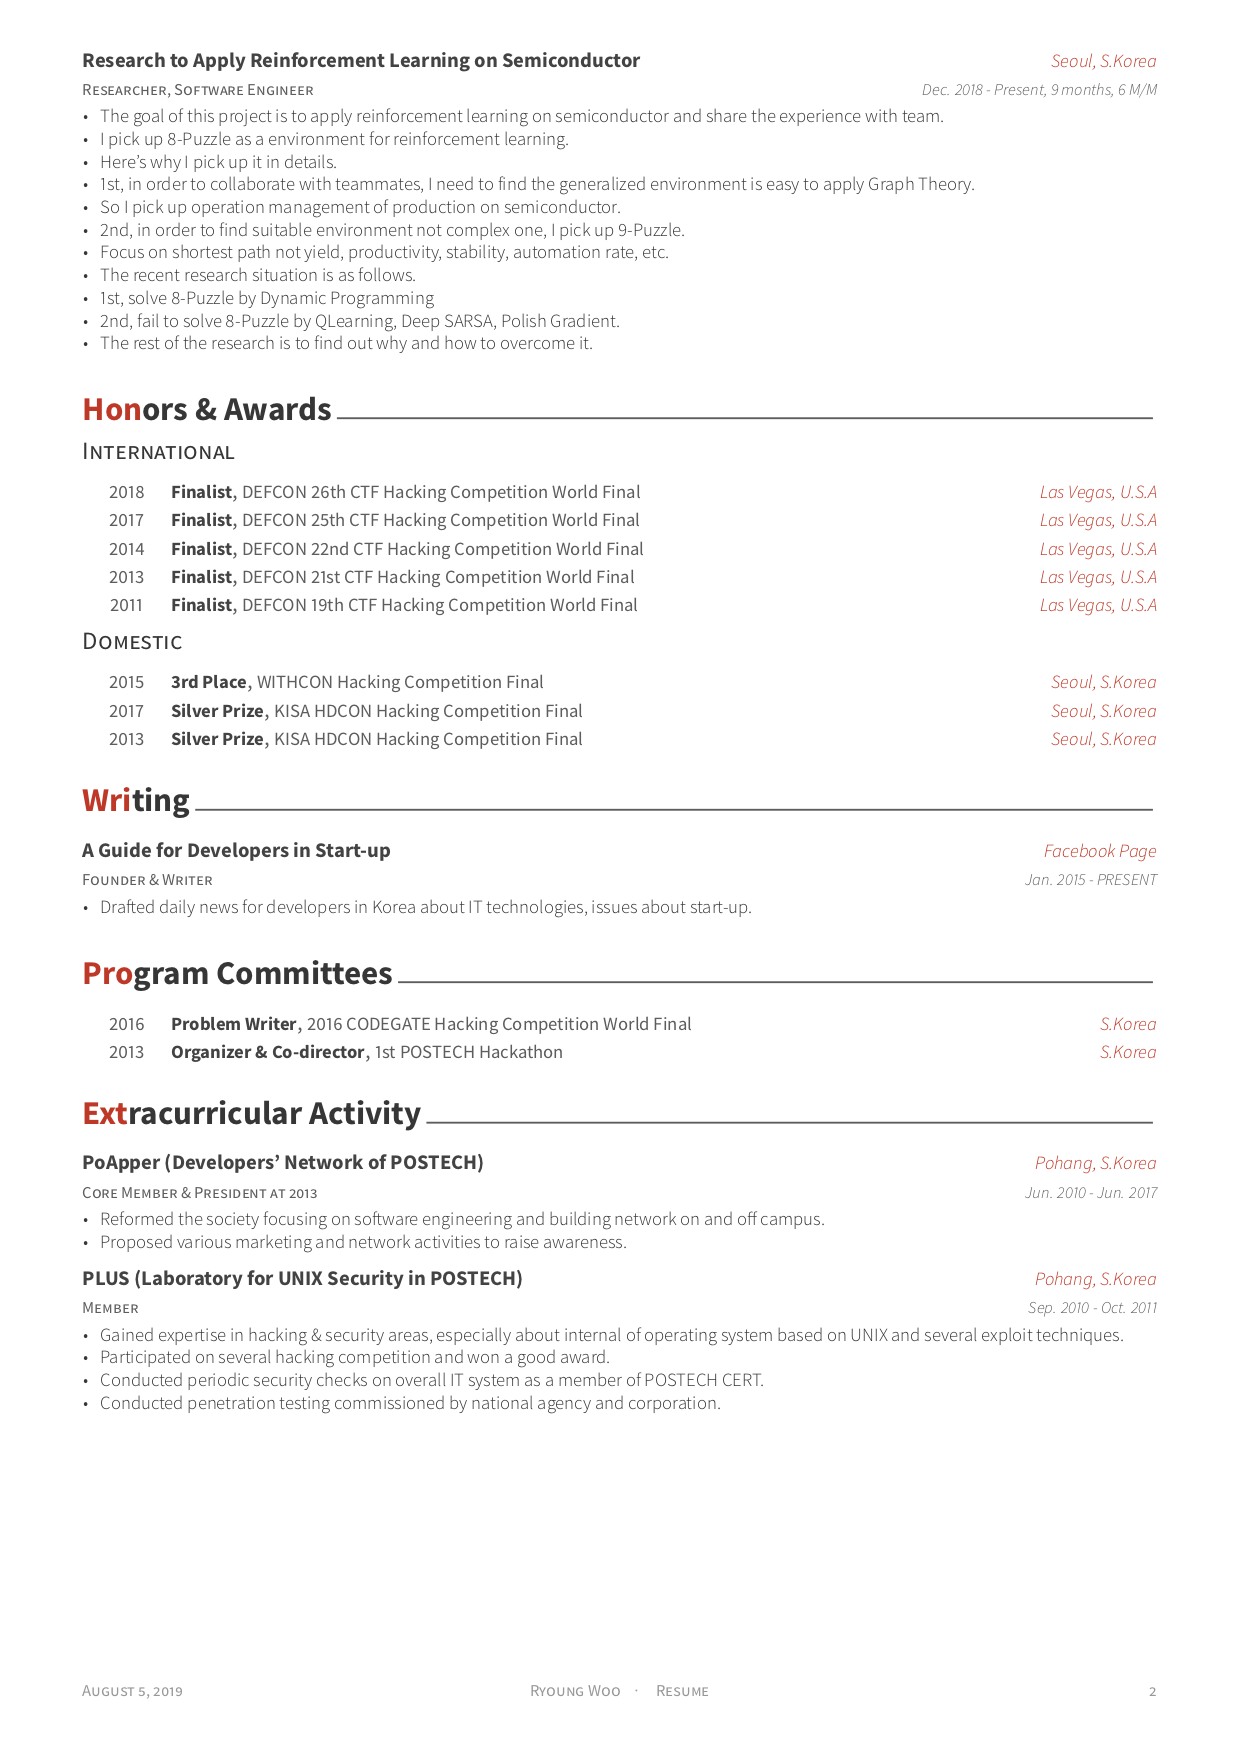 Research to Apply Reinforcement Learning on Semiconductor Seoul, S.Korea
Researcher, Software Engineer Dec. 2018 - Present, 9 months, 6 M/M
• The goal of this project is to apply reinforcement learning on semiconductor and share the experience with team.
• I pick up 8-Puzzle as a environment for reinforcement learning.
• Here’s why I pick up it in details.
• 1st, in order to collaborate with teammates, I need to find the generalized environment is easy to apply Graph Theory.
• So I pick up operation management of production on semiconductor.
• 2nd, in order to find suitable environment not complex one, I pick up 9-Puzzle.
• Focus on shortest path not yield, productivity, stability, automation rate, etc.
• The recent research situation is as follows.
• 1st, solve 8-Puzzle by Dynamic Programming
• 2nd, fail to solve 8-Puzzle by QLearning, Deep SARSA, Polish Gradient.
• The rest of the research is to find out why and how to overcome it.
Honors & Awards
International
2018 Finalist, DEFCON 26th CTF Hacking Competition World Final Las Vegas, U.S.A
2017 Finalist, DEFCON 25th CTF Hacking Competition World Final Las Vegas, U.S.A
2014 Finalist, DEFCON 22nd CTF Hacking Competition World Final Las Vegas, U.S.A
2013 Finalist, DEFCON 21st CTF Hacking Competition World Final Las Vegas, U.S.A
2011 Finalist, DEFCON 19th CTF Hacking Competition World Final Las Vegas, U.S.A
Domestic
2015 3rd Place, WITHCON Hacking Competition Final Seoul, S.Korea
2017 Silver Prize, KISA HDCON Hacking Competition Final Seoul, S.Korea
2013 Silver Prize, KISA HDCON Hacking Competition Final Seoul, S.Korea
Writing
A Guide for Developers in Start-up Facebook Page
Founder & Writer Jan. 2015 - PRESENT
• Drafted daily news for developers in Korea about IT technologies, issues about start-up.
Program Committees
2016 Problem Writer, 2016 CODEGATE Hacking Competition World Final S.Korea
2013 Organizer & Co-director, 1st POSTECH Hackathon S.Korea
Extracurricular Activity
PoApper (Developers’ Network of POSTECH) Pohang, S.Korea
Core Member & President at 2013 Jun. 2010 - Jun. 2017
• Reformed the society focusing on software engineering and building network on and off campus.
• Proposed various marketing and network activities to raise awareness.
PLUS (Laboratory for UNIX Security in POSTECH) Pohang, S.Korea
Member Sep. 2010 - Oct. 2011
• Gained expertise in hacking & security areas, especially about internal of operating system based on UNIX and several exploit techniques.
• Participated on several hacking competition and won a good award.
• Conducted periodic security checks on overall IT system as a member of POSTECH CERT.
• Conducted penetration testing commissioned by national agency and corporation.
August 5, 2019 Ryoung Woo · Resume 2